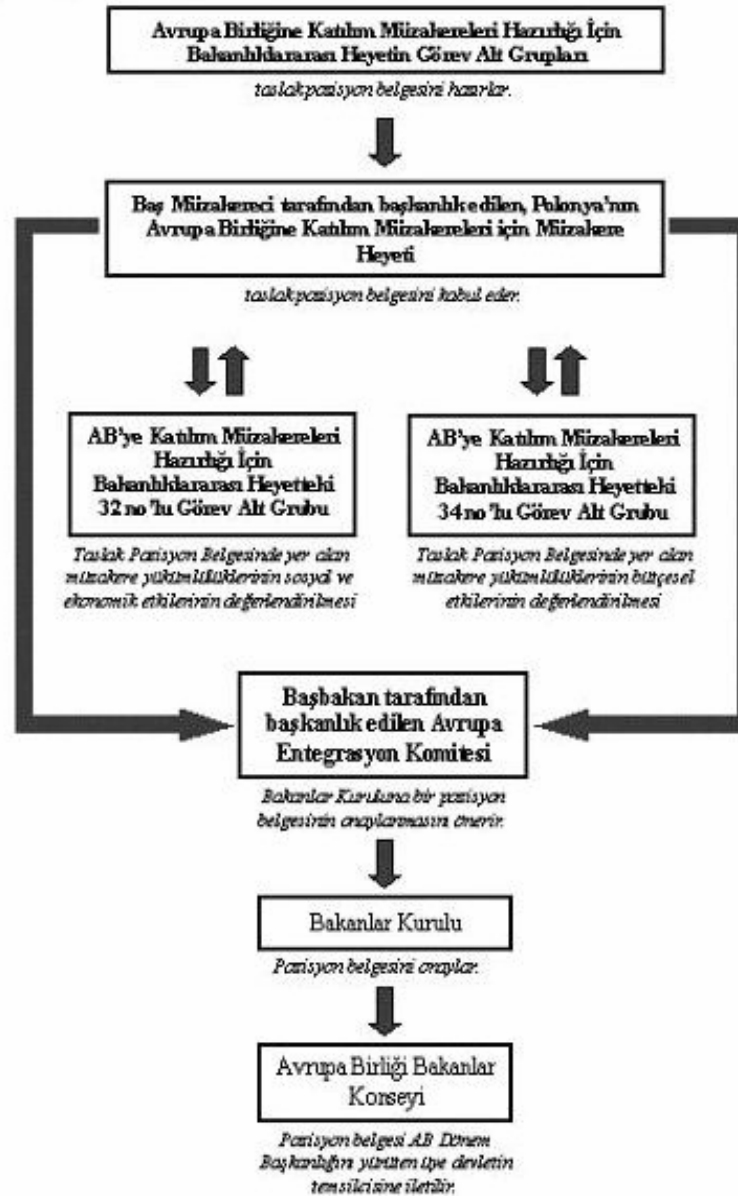 Avrupa Birliğine Katılım Müzakereleri Hazırlığı İçin
Bakanlıklararası Heyetin Görev Alt Grupları
taslak pozisyon belgesini hazırlar.
Baş Müzakereci tarafından başkanlık edilen, Polonya'nın
Avrupa Birliğine Katılım Müzakereleri için Müzakere
Heyeti
taslak pozisyon belgesini kabul eder.
AB'ye Katılım Müzakereleri
Hazırlığı İçin
Bakanlıklararası Heyetteki
32 no'lu Görev Alt Grubu
Taslak Pozisyon Belgesinde yer alan
müzakere yükümlülüklerinin sosyal ve
ekonomik etkilerinin değerlendirilmesi
AB'ye Katılım Müzakereleri
Hazırlığı İçin
Bakanlıklararası Heyetteki
34 no'lu Görev Alt Grubu
Taslak Pozisyon Belgesinde yer alan
müzakere yükümlülüklerinin bütçesel
etkilerinin değerlendirilmesi
Başbakan tarafından
başkanlık edilen Avrupa
Entegrasyon Komitesi
Bakanlar Kuruluna bir pozisyon
belgesinin onaylanmasını önerir.
Bakanlar Kurulu
Pozisyon belgesini onaylar.
Avrupa Birliği Bakanlar
Konseyi
Pozisyon belgesi AB Dönem
Başkanlığını yürüten üye devletin
temsilcisine iletilir.